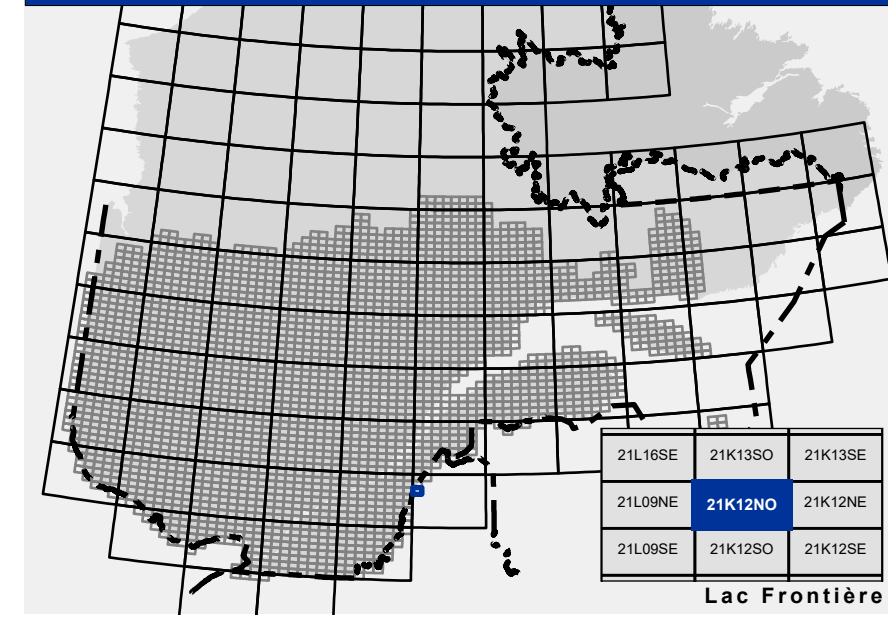 21L16SE 21K13SO 21K13SE
21L09NE 21K12NO 21K12NE
21L09SE 21K12SO 21K12SE
Lac Frontière